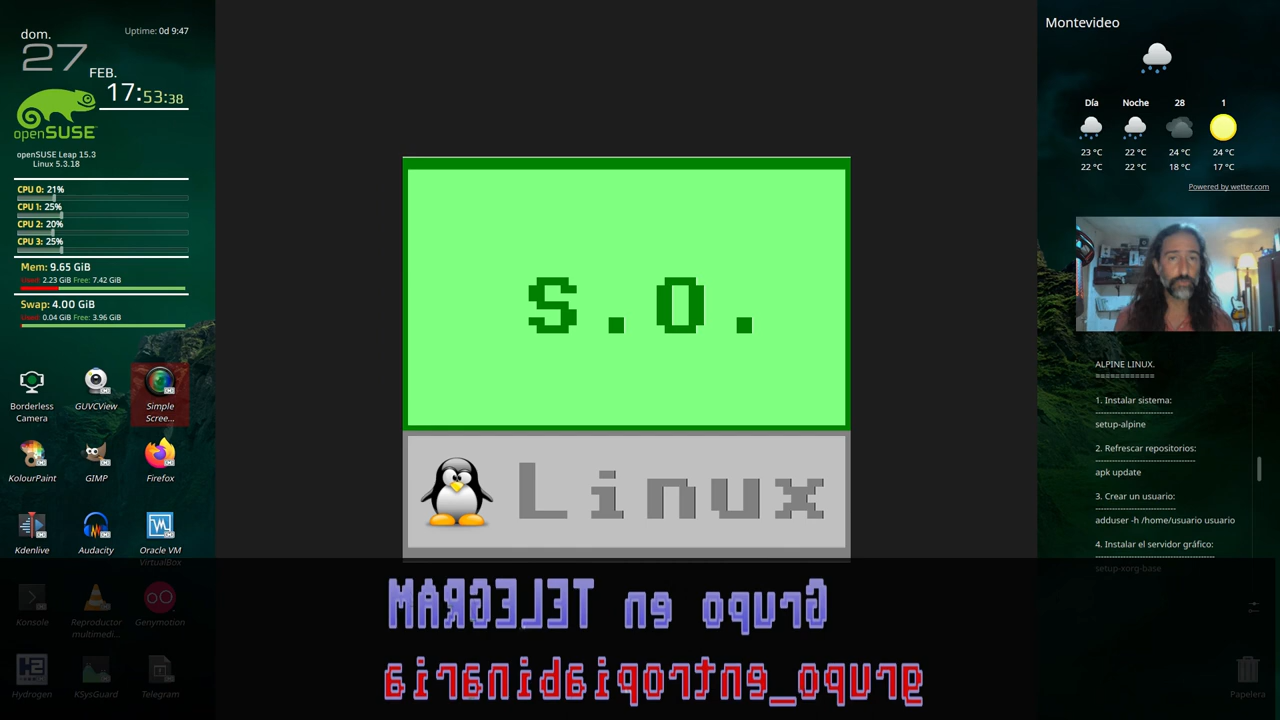 dom.
Uptime: 0d 9:47
27
FEB.
17:53:38
openSUSE
openSUSE Leap 15.3
Linux 5.3.18
CPU 0: 21%
CPU 1: 25%
CPU 2: 20%
CPU 3: 25%
Mem: 9.65 GiB
Used: 2.23 GiB Free: 7.42 GiB
Swap: 4.00 GiB
Used: 0.04 GiB Free: 3.96 GiB
Borderless Camera
GUVCView
Simple Scree...
KolourPaint
GIMP
Firefox
Kdenlive
Audacity
Oracle VM VirtualBox
Konsole
Reproductor multimedi...
Genymotion
Hydrogen
KSysGuard
Telegram
S.O.
Linux
Grupo en TELEGRAM
grupo_entropiabinaria
Montevideo
Día Noche 28 1
23 °C 22 °C 24 °C 24 °C
22 °C 22 °C 18 °C 17 °C
Powered by wetter.com
ALPINE LINUX.
============
1. Instalar sistema:
--------------------------
setup-alpine
2. Refrescar repositorios:
---------------------------------
apk update
3. Crear un usuario:
--------------------------
adduser -h /home/usuario usuario
4. Instalar el servidor gráfico:
---------------------------------------
setup-xorg-base
Papelera